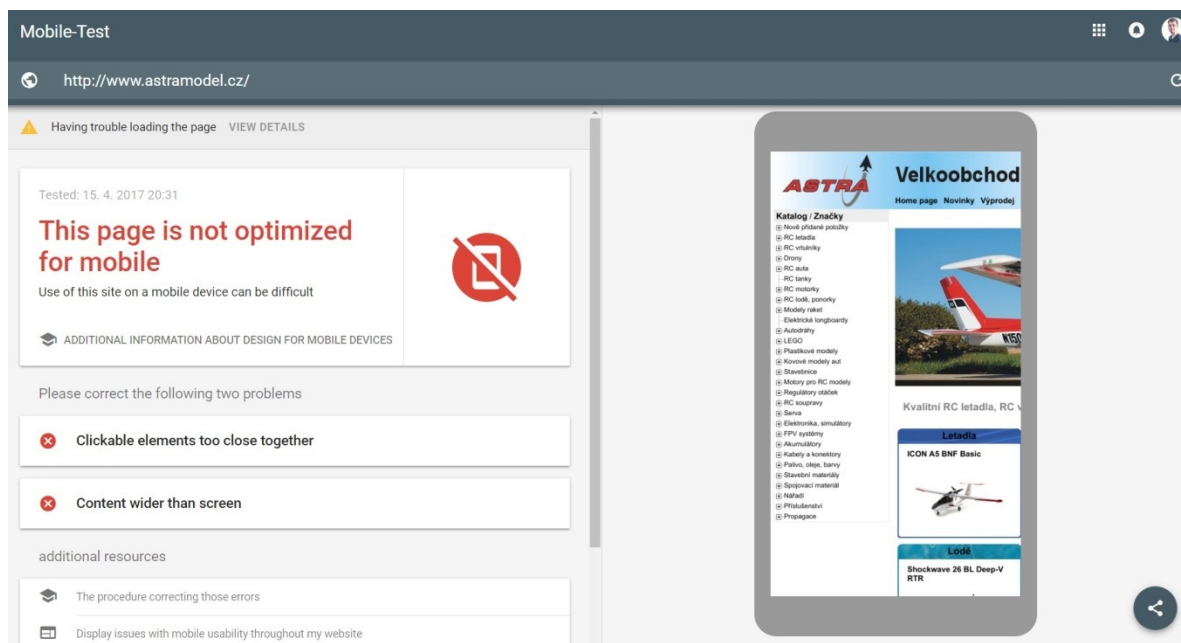 Mobile-Test
http://www.astramodel.cz/
Having trouble loading the page VIEW DETAILS
Tested: 15. 4. 2017 20:31
This page is not optimized
for mobile
Use of this site on a mobile device can be difficult
ADDITIONAL INFORMATION ABOUT DESIGN FOR MOBILE DEVICES
Please correct the following two problems
Clickable elements too close together
Content wider than screen
additional resources
The procedure correcting those errors
Display issues with mobile usability throughout my website
ASTRA
Velkoobchod
Home page Novinky Výprodej
Katalog / Značky
Nově přidané položky
RC letadla
RC vrtulníky
Drony
RC auta
RC tanky
RC motorky
RC lodě, ponorky
Modely raket
Elektrické longboardy
Autodráhy
LEGO
Plastikové modely
Kovové modely aut
Stavebnice
Motory pro RC modely
Regulátory otáček
RC soupravy
Serva
Elektronika, simulátory
FPV systémy
Akumulátory
Kabely a konektory
Palivo, oleje, barvy
Stavební materiály
Spojovací materiál
Nářadí
Příslušenství
Propagace
N150
Kvalitní RC letadla, RC v
Letadla
ICON A5 BNF Basic
Lodě
Shockwave 26 BL Deep-V
RTR